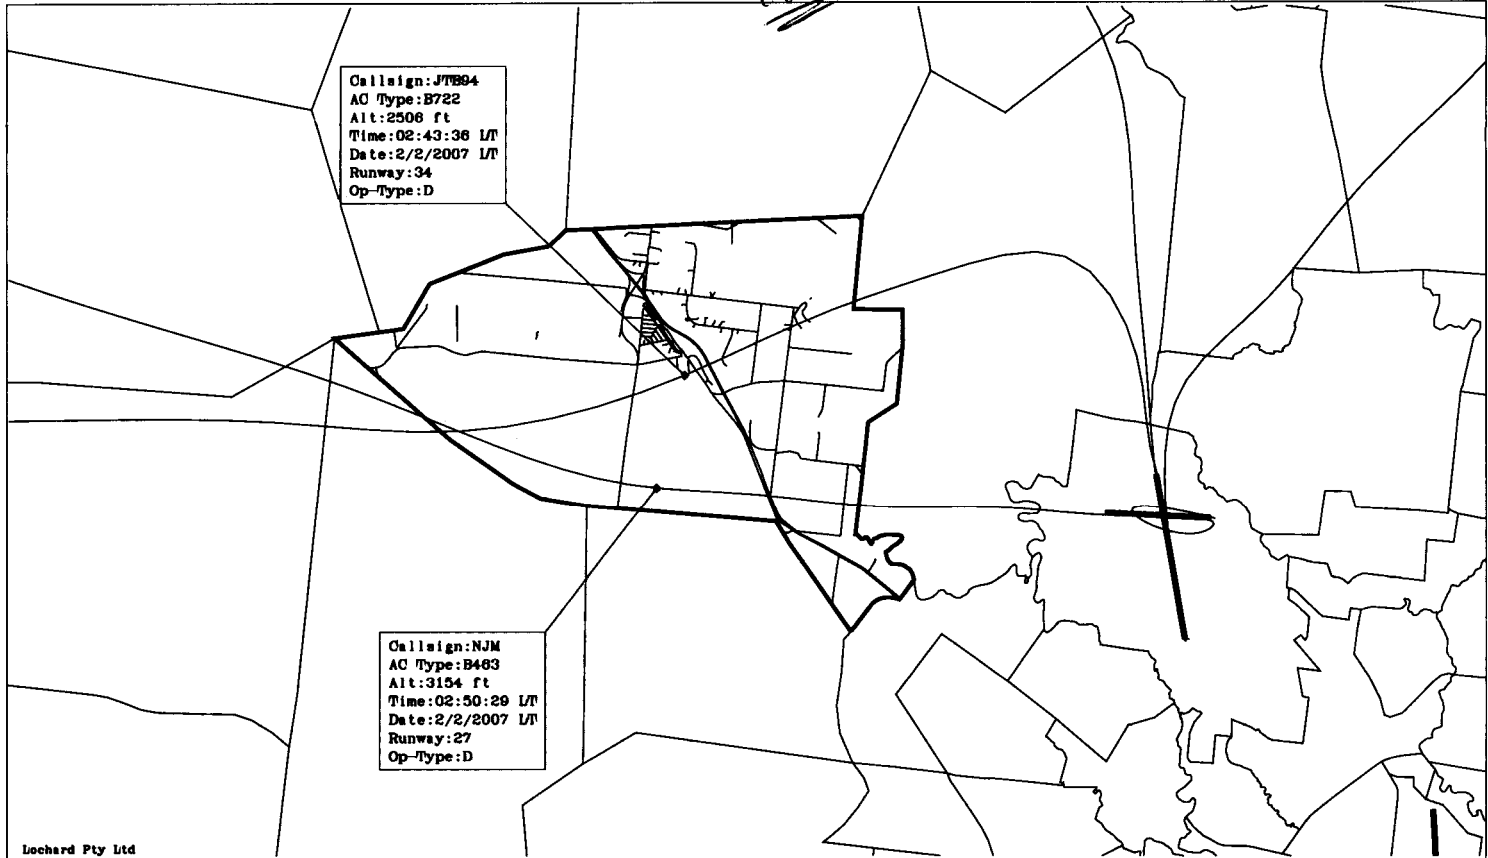 Callsign:JTE94
AC Type:B722
Alt:2506 ft
Time:02:43:36 LT
Date:2/2/2007 LT
Runway:34
Op-Type:D
Callsign:NJM
AC Type:B463
Alt:3154 ft
Time:02:50:29 LT
Date:2/2/2007 LT
Runway:27
Op-Type:D
Lochard Pty Ltd